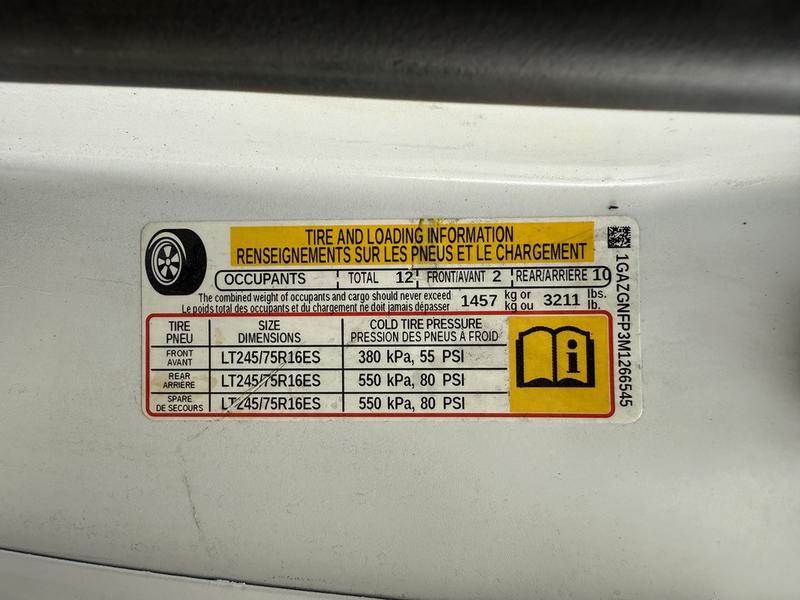 TIRE AND LOADING INFORMATION
RENSEIGNEMENTS SUR LES PNEUS ET LE CHARGEMENT
OCCUPANTS TOTAL 12 FRONT/AVANT 2 REAR/ARRIÈRE 10
The combined weight of occupants and cargo should never exceed 1457 kg or 3211 lbs.
Le poids total des occupants et du chargement ne doit jamais dépasser kg ou lb.
TIRE PNEU SIZE DIMENSIONS COLD TIRE PRESSURE PRESSION DES PNEUS À FROID
FRONT AVANT LT245/75R16ES 380 kPa, 55 PSI
REAR ARRIÈRE LT245/75R16ES 550 kPa, 80 PSI
SPARE DE SECOURS LT245/75R16ES 550 kPa, 80 PSI
i
1GAZGNFP3M1266545